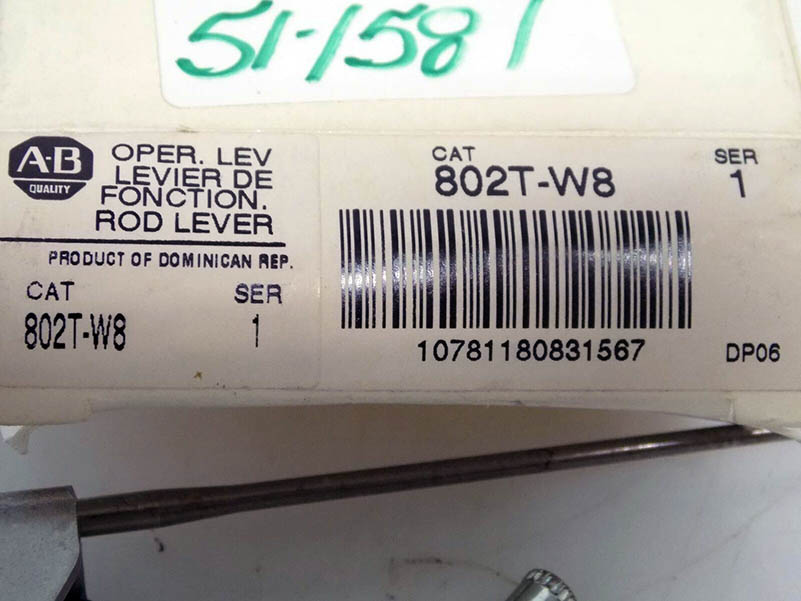 51-1581
A-B
QUALITY
OPER. LEV
LEVIER DE
FONCTION.
ROD LEVER
PRODUCT OF DOMINICAN REP.
CAT SER
802T-W8 1
CAT SER
802T-W8 1
10781180831567
DP06